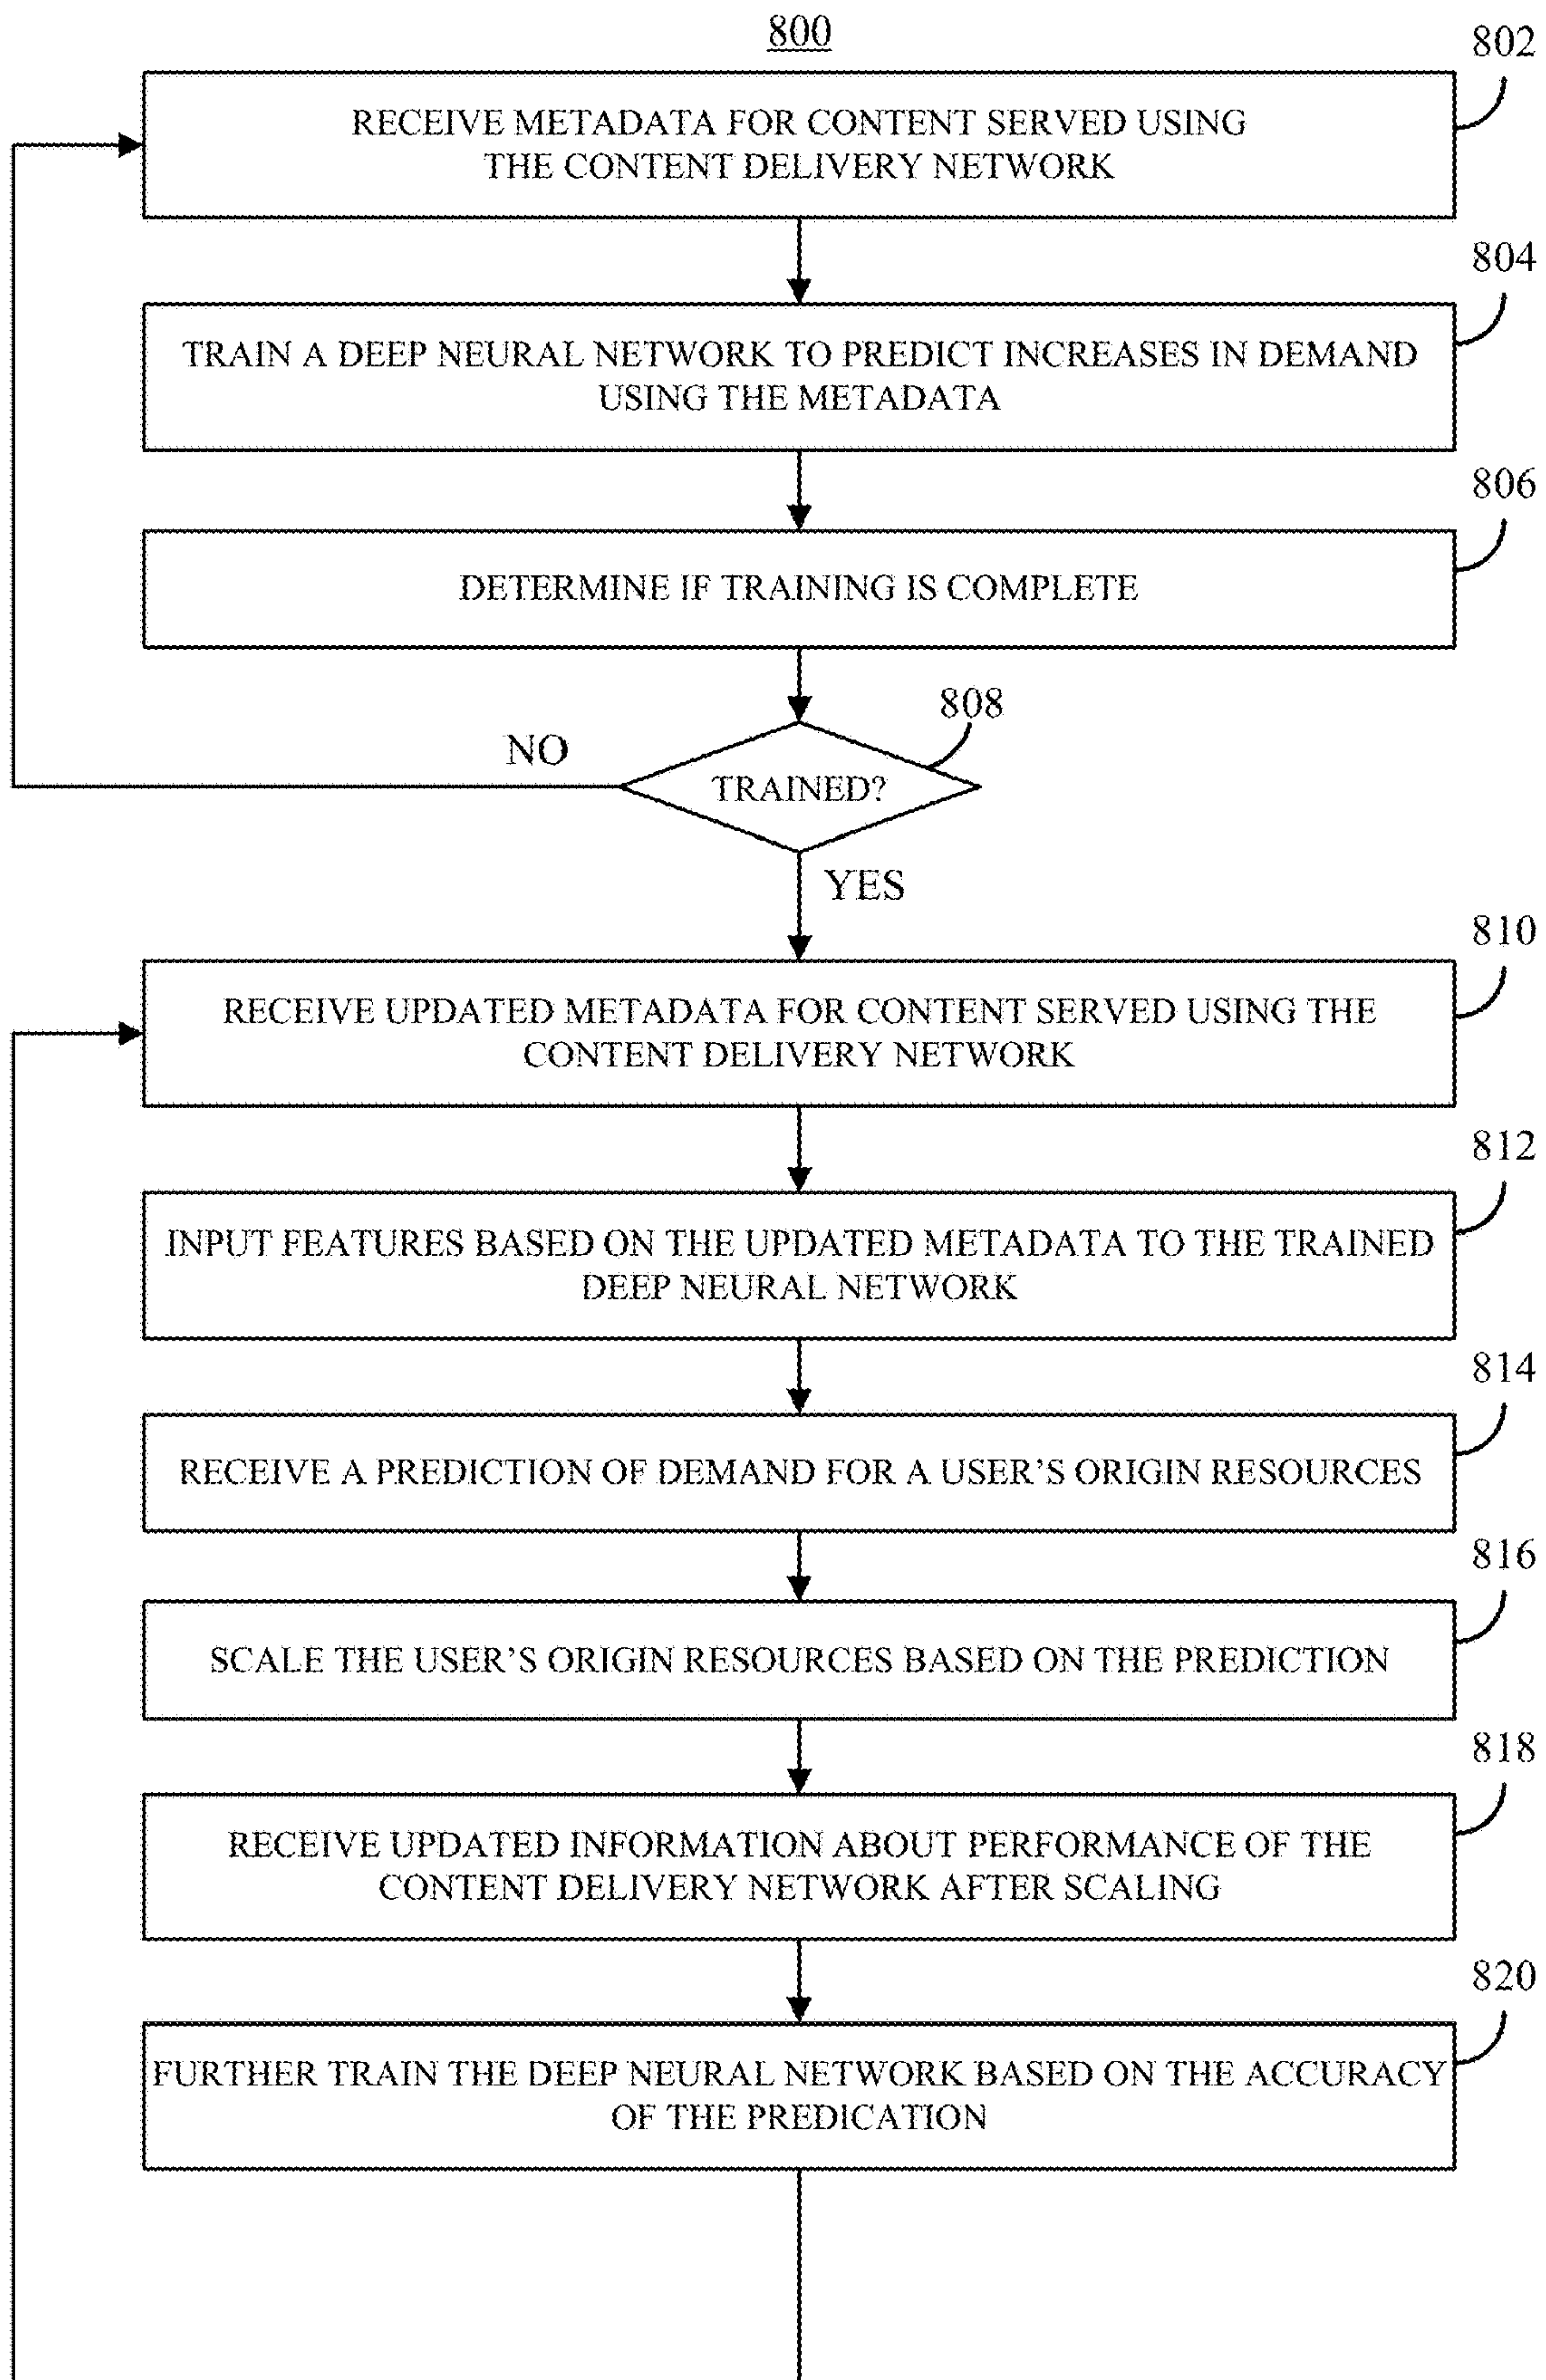 800
802
RECEIVE METADATA FOR CONTENT SERVED USING
THE CONTENT DELIVERY NETWORK
804
TRAIN A DEEP NEURAL NETWORK TO PREDICT INCREASES IN DEMAND
USING THE METADATA
806
DETERMINE IF TRAINING IS COMPLETE
808
NO
TRAINED?
YES
810
RECEIVE UPDATED METADATA FOR CONTENT SERVED USING THE
CONTENT DELIVERY NETWORK
812
INPUT FEATURES BASED ON THE UPDATED METADATA TO THE TRAINED
DEEP NEURAL NETWORK
814
RECEIVE A PREDICTION OF DEMAND FOR A USER'S ORIGIN RESOURCES
816
SCALE THE USER'S ORIGIN RESOURCES BASED ON THE PREDICTION
818
RECEIVE UPDATED INFORMATION ABOUT PERFORMANCE OF THE
CONTENT DELIVERY NETWORK AFTER SCALING
820
FURTHER TRAIN THE DEEP NEURAL NETWORK BASED ON THE ACCURACY
OF THE PREDICATION